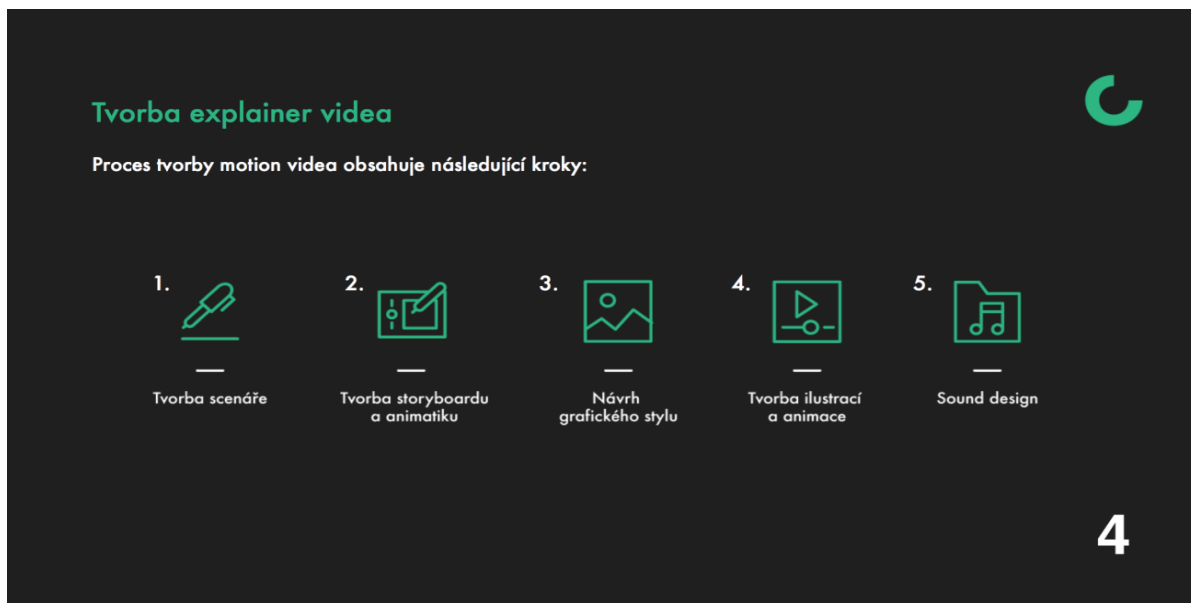 Tvorba explainer videa
Proces tvorby motion videa obsahuje následující kroky:
1.
Tvorba scenáře
2.
Tvorba storyboardu
a animatiku
3.
Návrh
grafického stylu
4.
Tvorba ilustrací
a animace
5.
Sound design
4